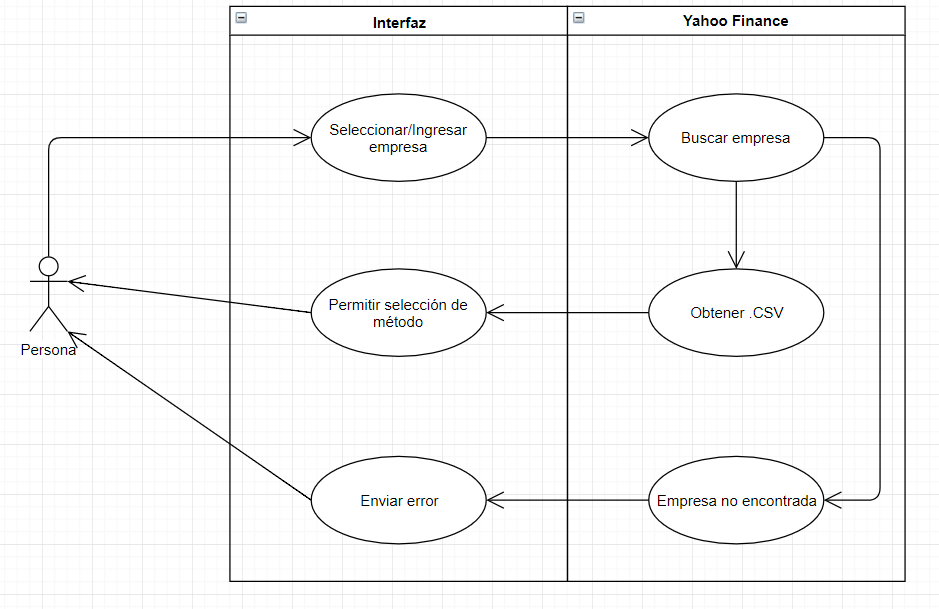 Interfaz
Yahoo Finance
Seleccionar/Ingresar
empresa
Buscar empresa
Permitir selección de
método
Obtener .CSV
Persona
Enviar error
Empresa no encontrada